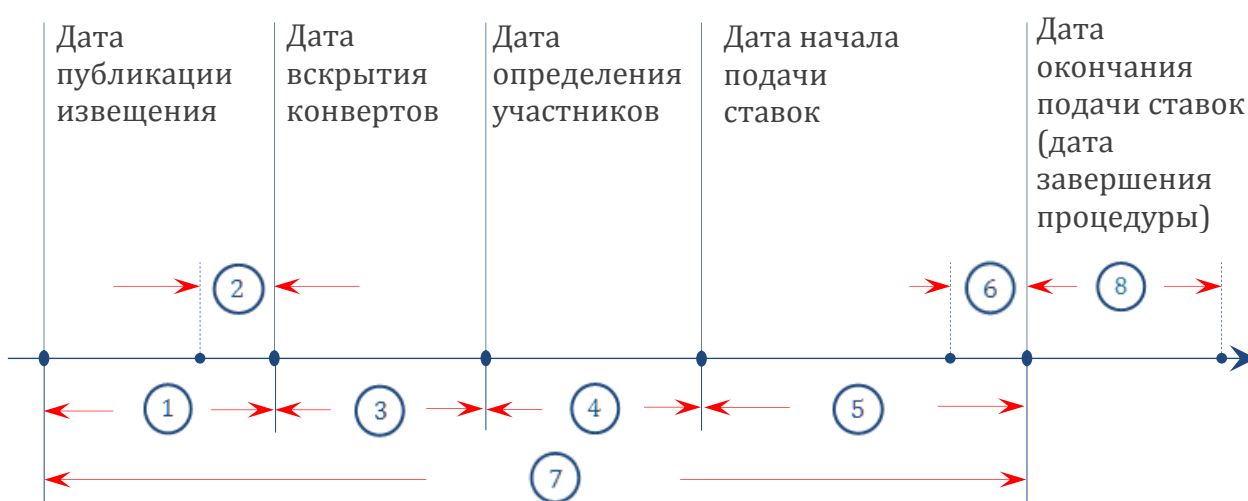 Дата
публикации
извещения
Дата
вскрытия
конвертов
Дата
определения
участников
Дата начала
подачи
ставок
Дата
окончания
подачи ставок
(дата
завершения
процедуры)
2
6
8
1
3
4
5
7